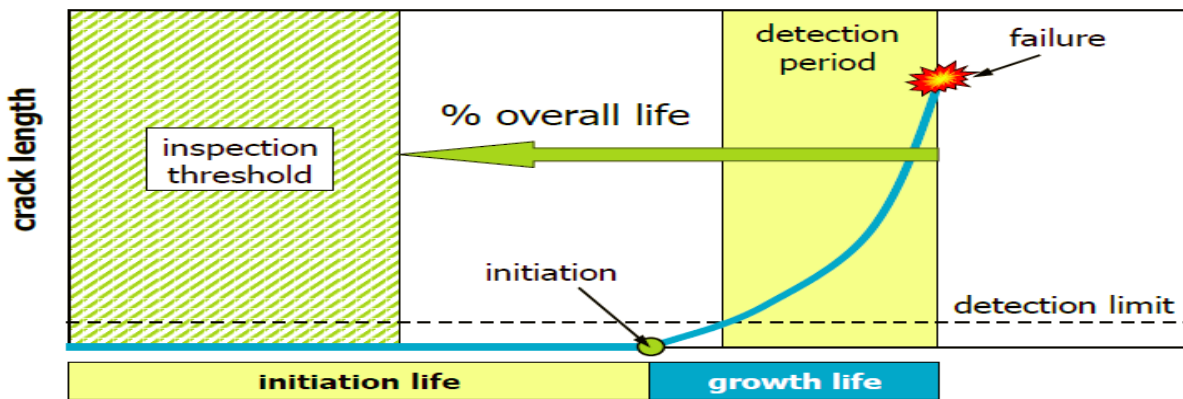 crack length
inspection
threshold
% overall life
detection
period
failure
initiation
detection limit
initiation life
growth life